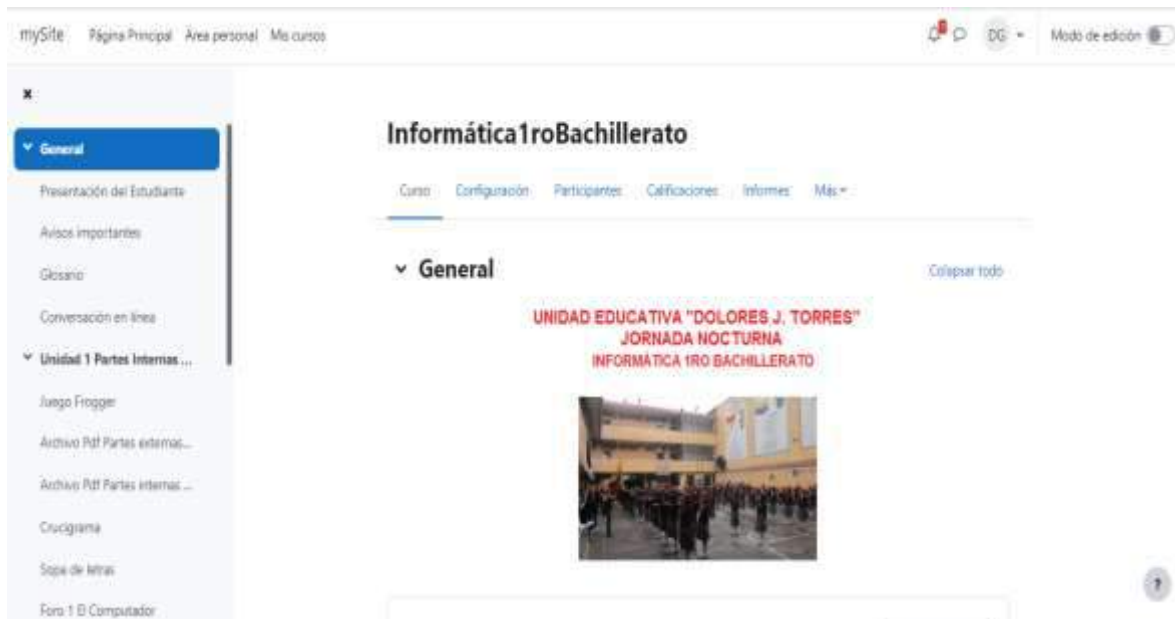 mySite Página Principal Área personal Mis cursos DG Modo de edición
General
Presentación del Estudiante
Avisos importantes
Glosario
Conversación en línea
Unidad 1 Partes Internas ...
Juego Frogger
Archivo Pdf Partes externas...
Archivo Pdf Partes internas ...
Crucigrama
Sopa de letras
Foro 1 El Computador
Informática1roBachillerato
Curso Configuración Participantes Calificaciones Informes Más
General Colapsar todo
UNIDAD EDUCATIVA "DOLORES J. TORRES"
JORNADA NOCTURNA
INFORMÁTICA 1RO BACHILLERATO
?